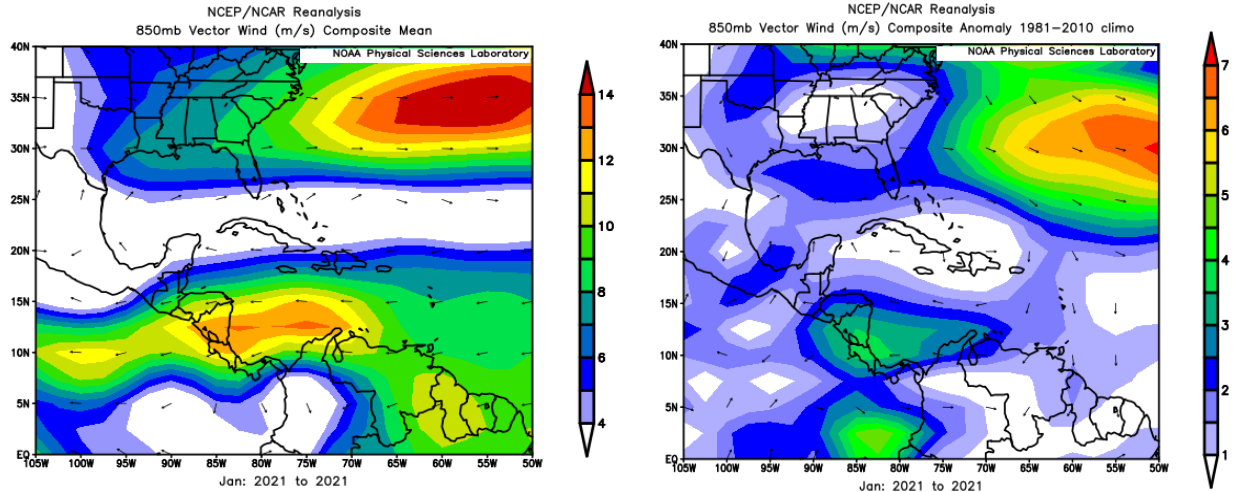 NCEP/NCAR Reanalysis
850mb Vector Wind (m/s) Composite Mean
NOAA Physical Sciences Laboratory
40N
35N
30N
25N
20N
15N
10N
5N
EQ
105W 100W 95W 90W 85W 80W 75W 70W 65W 60W 55W 50W
Jan: 2021 to 2021
14
12
10
8
6
4
NCEP/NCAR Reanalysis
850mb Vector Wind (m/s) Composite Anomaly 1981−2010 climo
NOAA Physical Sciences Laboratory
40N
35N
30N
25N
20N
15N
10N
5N
EQ
105W 100W 95W 90W 85W 80W 75W 70W 65W 60W 55W 50W
Jan: 2021 to 2021
7
6
5
4
3
2
1